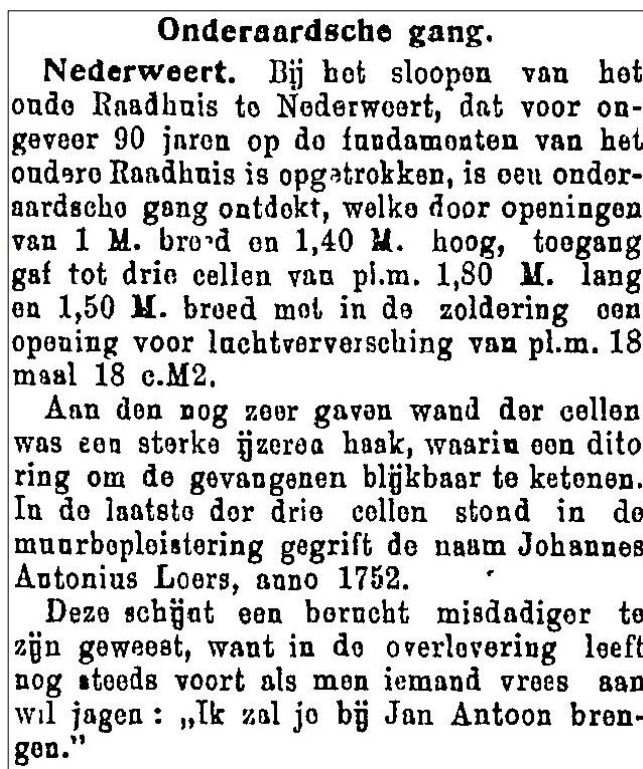 Onderaardsche gang.
Nederweert. Bij het sloopen van het
oude Raadhuis te Nederweert, dat voor on-
geveer 90 jaren op de fundamenten van het
oudere Raadhuis is opgetrokken, is een onder-
aardsche gang ontdekt, welke door openingen
van 1 M. breed en 1,40 M. hoog, toegang
gaf tot drie cellen van pl.m. 1,80 M. lang
en 1,50 M. breed met in de zoldering een
opening voor luchtverversching van pl.m. 18
maal 18 c.M2.
Aan den nog zeer gaven wand der cellen
was een sterke ijzeren haak, waarin een dito
ring om de gevangenen blijkbaar te ketenen.
In de laatste der drie cellen stond in de
muurbepleistering gegrift de naam Johannes
Antonius Loers, anno 1752.
Deze schijnt een berucht misdadiger te
zijn geweest, want in de overlevering leeft
nog steeds voort als men iemand vrees aan
wil jagen : „Ik zal je bij Jan Antoon bren-
gen.”